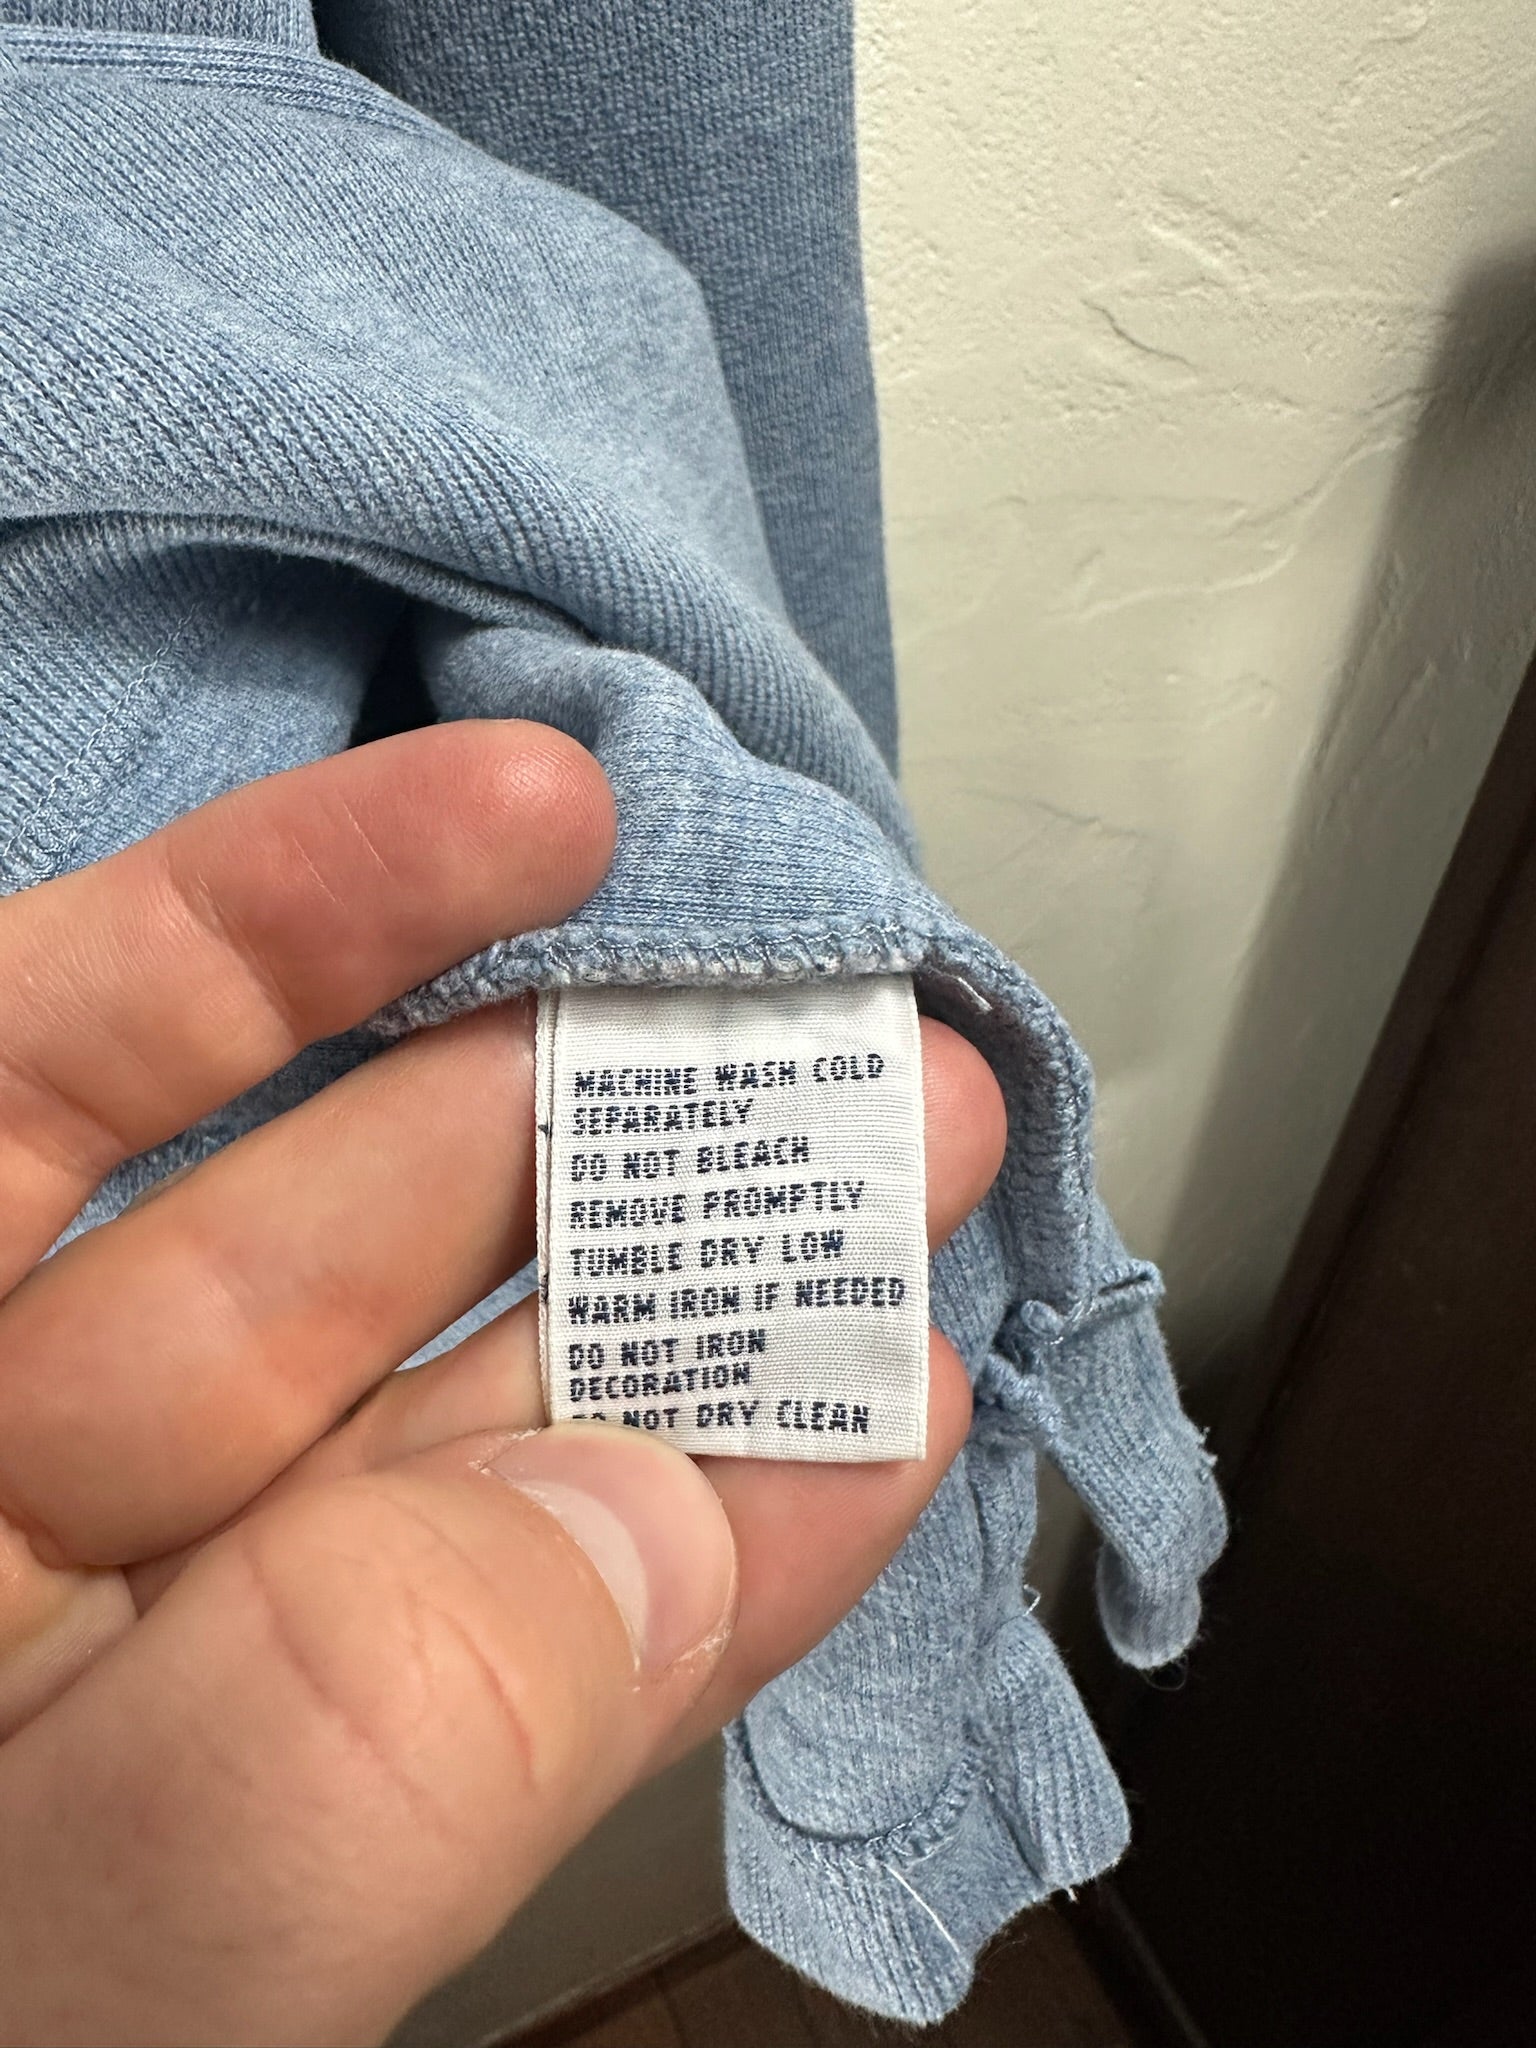 MACHINE WASH COLD
SEPARATELY
DO NOT BLEACH
REMOVE PROMPTLY
TUMBLE DRY LOW
WARM IRON IF NEEDED
DO NOT IRON
DECORATION
DO NOT DRY CLEAN